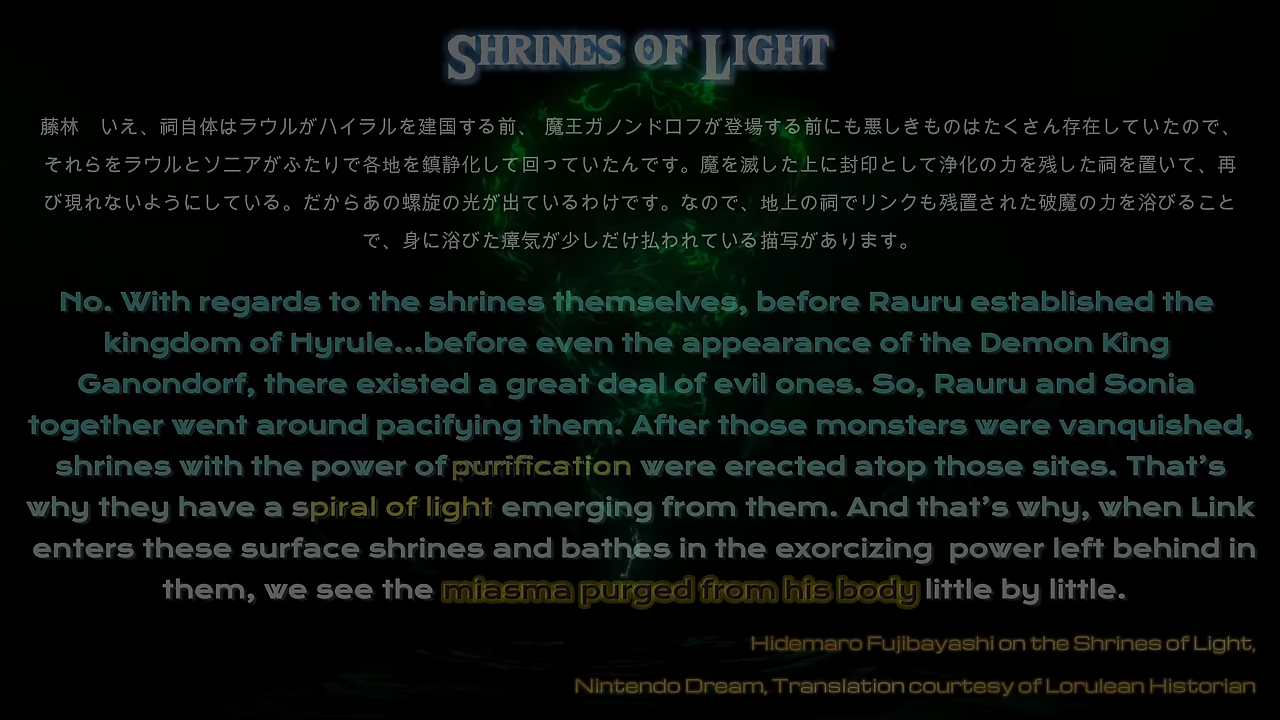 Shrines of Light
藤林　いえ、祠自体はラウルがハイラルを建国する前、 魔王ガノンドロフが登場する前にも悪しきものはたくさん存在していたので、
それらをラウルとソニアがふたりで各地を鎮静化して回っていたんです。魔を滅した上に封印として浄化の力を残した祠を置いて、再
び現れないようにしている。だからあの螺旋の光が出ているわけです。なので、地上の祠でリンクも残置された破魔の力を浴びること
で、身に浴びた瘴気が少しだけ払われている描写があります。
No. With regards to the shrines themselves, before Rauru established the
kingdom of Hyrule...before even the appearance of the Demon King
Ganondorf, there existed a great deal of evil ones. So, Rauru and Sonia
together went around pacifying them. After those monsters were vanquished,
shrines with the power of purification were erected atop those sites. That's
why they have a spiral of light emerging from them. And that's why, when Link
enters these surface shrines and bathes in the exorcizing  power left behind in
them, we see the miasma purged from his body little by little.
Hidemaro Fujibayashi on the Shrines of Light,
Nintendo Dream, Translation courtesy of Lorulean Historian